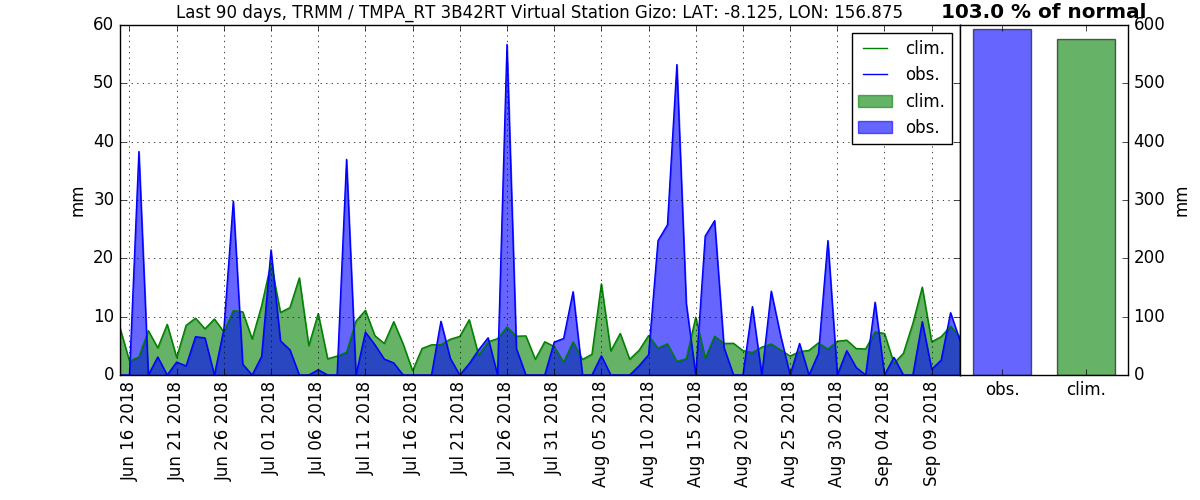 Last 90 days, TRMM / TMPA_RT 3B42RT Virtual Station Gizo: LAT: -8.125, LON: 156.875
103.0 % of normal
60
50
40
30
20
10
0
mm
clim.
obs.
clim.
obs.
600
500
400
300
200
100
0
mm
obs.
clim.
Jun 16 2018
Jun 21 2018
Jun 26 2018
Jul 01 2018
Jul 06 2018
Jul 11 2018
Jul 16 2018
Jul 21 2018
Jul 26 2018
Jul 31 2018
Aug 05 2018
Aug 10 2018
Aug 15 2018
Aug 20 2018
Aug 25 2018
Aug 30 2018
Sep 04 2018
Sep 09 2018